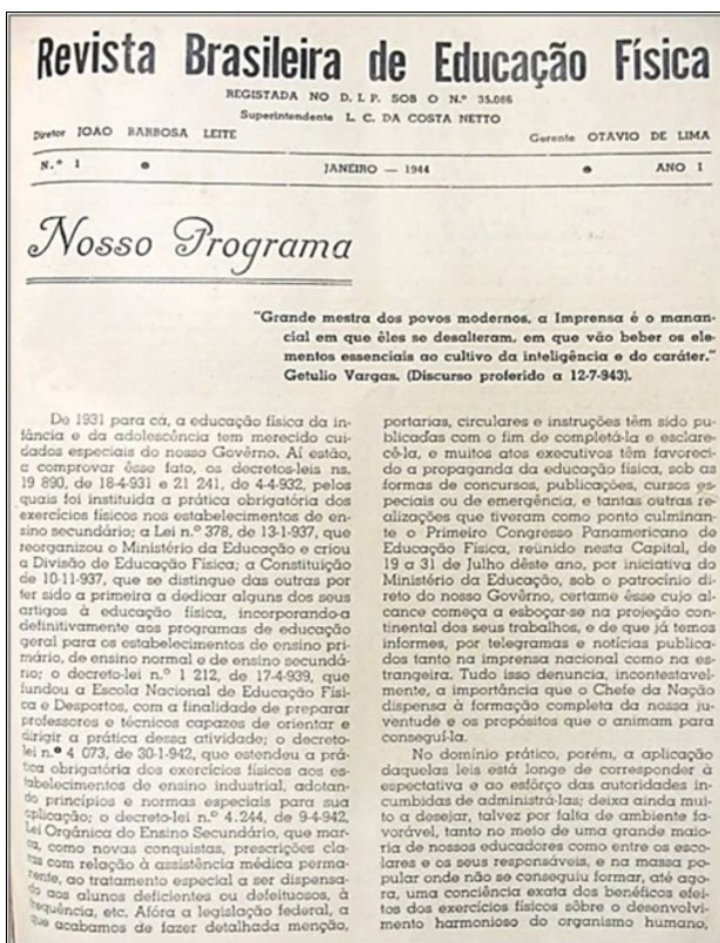 Revista Brasileira de Educação Física
REGISTADA NO D. I. P. SOB O N.º 35.086
Superintendente L. C. DA COSTA NETTO
Diretor JOÃO BARBOSA LEITE
Gerente OTAVIO DE LIMA
N.º 1 • JANEIRO — 1944 • ANO I
Nosso Programa
"Grande mestra dos povos modernos, a Imprensa é o manan-
cial em que êles se desalteram, em que vão beber os ele-
mentos essenciais ao cultivo da inteligência e do caráter."
Getulio Vargas. (Discurso proferido a 12-7-943).
De 1931 para cá, a educação física da in-
fância e da adolescência tem merecido cui-
dados especiais do nosso Govêrno. Aí estão,
a comprovar êsse fato, os decretos-leis ns.
19 890, de 18-4-931 e 21 241, de 4-4-932, pelos
quais foi instituida a prática obrigatória dos
exercícios físicos nos estabelecimentos de en-
sino secundário; a Lei n.º 378, de 13-1-937, que
reorganizou o Ministério da Educação e criou
a Divisão de Educação Física; a Constituição
de 10-11-937, que se distingue das outras por
ter sido a primeira a dedicar alguns dos seus
artigos à educação física, incorporando-a
definitivamente aos programas de educação
geral para os estabelecimentos de ensino pri-
mário, de ensino normal e de ensino secundá-
rio; o decreto-lei n.º 1 212, de 17-4-939, que
fundou a Escola Nacional de Educação Físi-
ca e Desportos, com a finalidade de preparar
professores e técnicos capazes de orientar e
dirigir a prática dessa atividade; o decreto-
lei n.º 4 073, de 30-1-942, que estendeu a prá-
tica obrigatória dos exercícios físicos aos es-
tabelecimentos de ensino industrial, adotan-
do princípios e normas especiais para sua
aplicação; o decreto-lei n.º 4.244, de 9-4-942,
Lei Orgânica do Ensino Secundário, que mar-
ca, como novas conquistas, prescrições cla-
ras com relação à assistência médica perma-
nente, ao tratamento especial a ser dispensa-
do aos alunos deficientes ou defeituosos, à
frequência, etc. Afóra a legislação federal, a
que acabamos de fazer detalhada menção,
portarias, circulares e instruções têm sido pu-
blicadas com o fim de completá-la e esclare-
cê-la, e muitos atos executivos têm favoreci-
do a propaganda da educação física, sob as
formas de concursos, publicações, cursos es-
peciais ou de emergência, e tantas outras re-
alizações que tiveram como ponto culminan-
te o Primeiro Congresso Panamericano de
Educação Física, reünido nesta Capital, de
19 a 31 de Julho dêste ano, por iniciativa do
Ministério da Educação, sob o patrocínio di-
reto do nosso Govêrno, certame êsse cujo al-
cance começa a esboçar-se na projeção con-
tinental dos seus trabalhos, e de que já temos
informes, por telegramas e notícias publica-
dos tanto na imprensa nacional como na es-
trangeira. Tudo isso denuncia, incontestavel-
mente, a importância que o Chefe da Nação
dispensa à formação completa da nossa ju-
ventude e os propósitos que o animam para
conseguí-la.
No domínio prático, porém, a aplicação
daquelas leis está longe de corresponder à
espectativa e ao esfôrço das autoridades in-
cumbidas de administrá-las; deixa ainda mui-
to a desejar, talvez por falta de ambiente fa-
vorável, tanto no meio de uma grande maio-
ria de nossos educadores como entre os esco-
lares e os seus responsáveis, e na massa po-
pular onde não se conseguiu formar, até ago-
ra, uma conciência exata dos benéficos efei-
tos dos exercícios físicos sôbre o desenvolvi-
mento harmonioso do organismo humano,